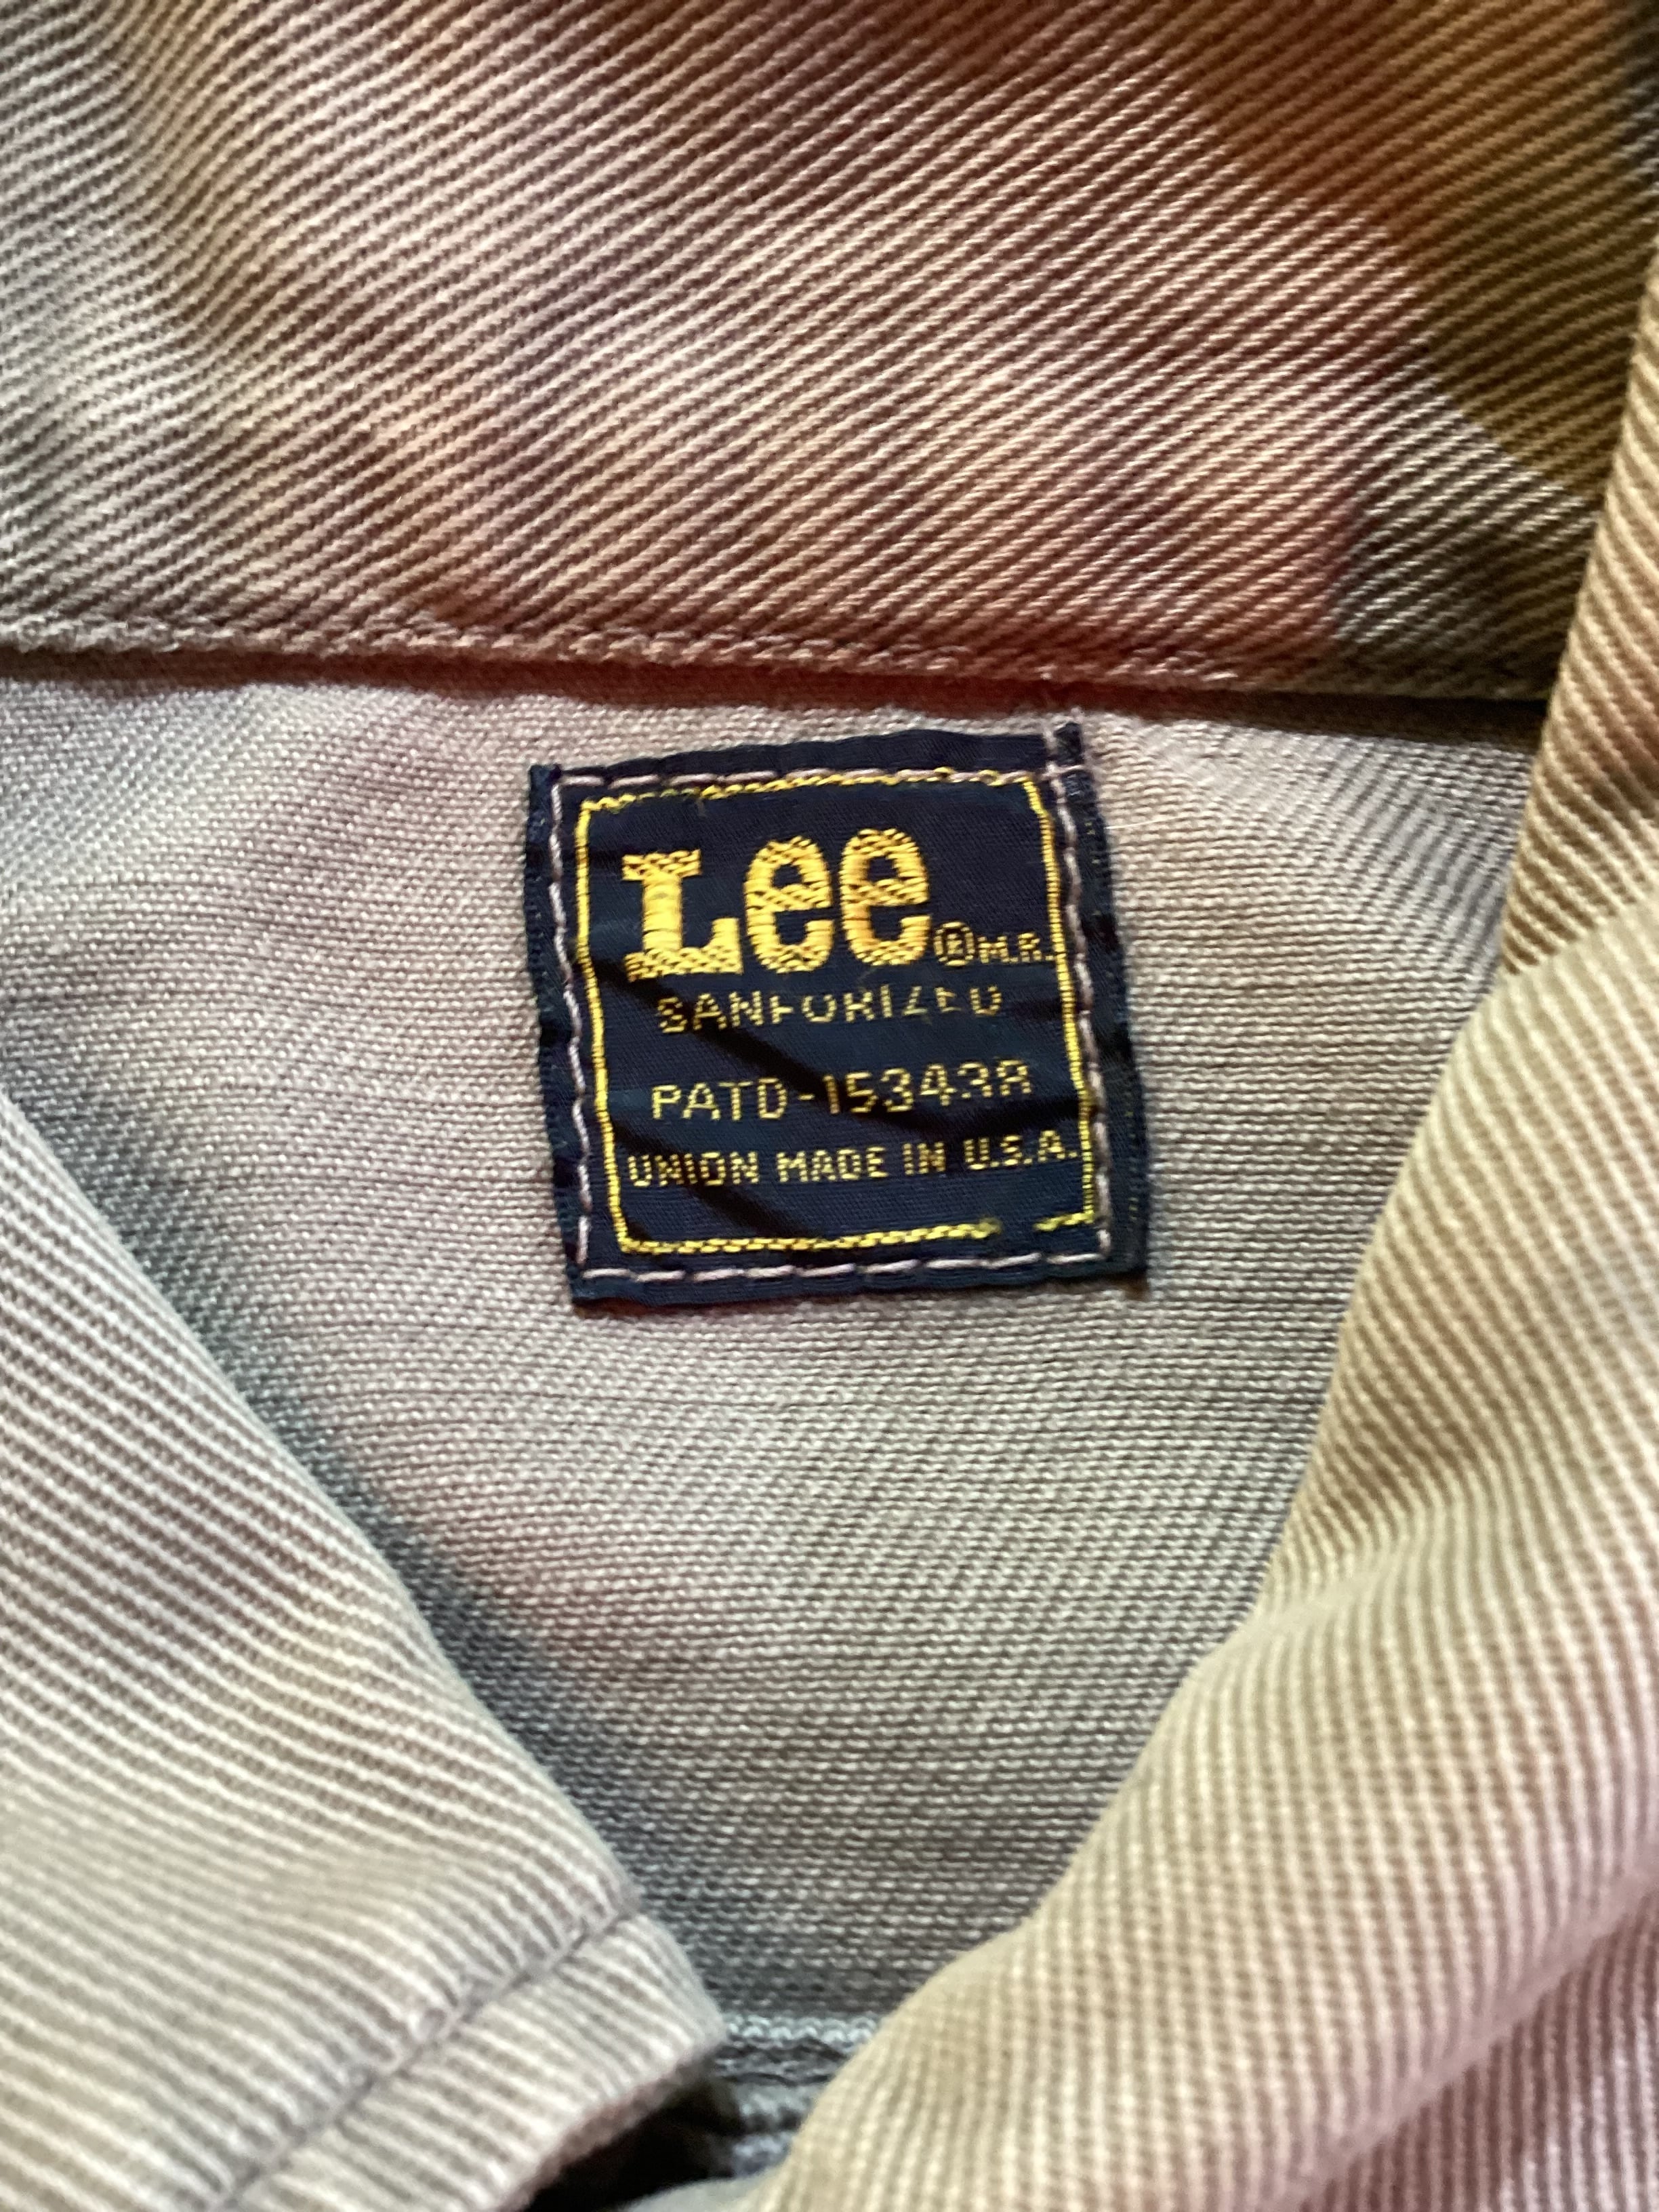 Lee® M.R.
SANFORIZED
PATD-153438
UNION MADE IN U.S.A.